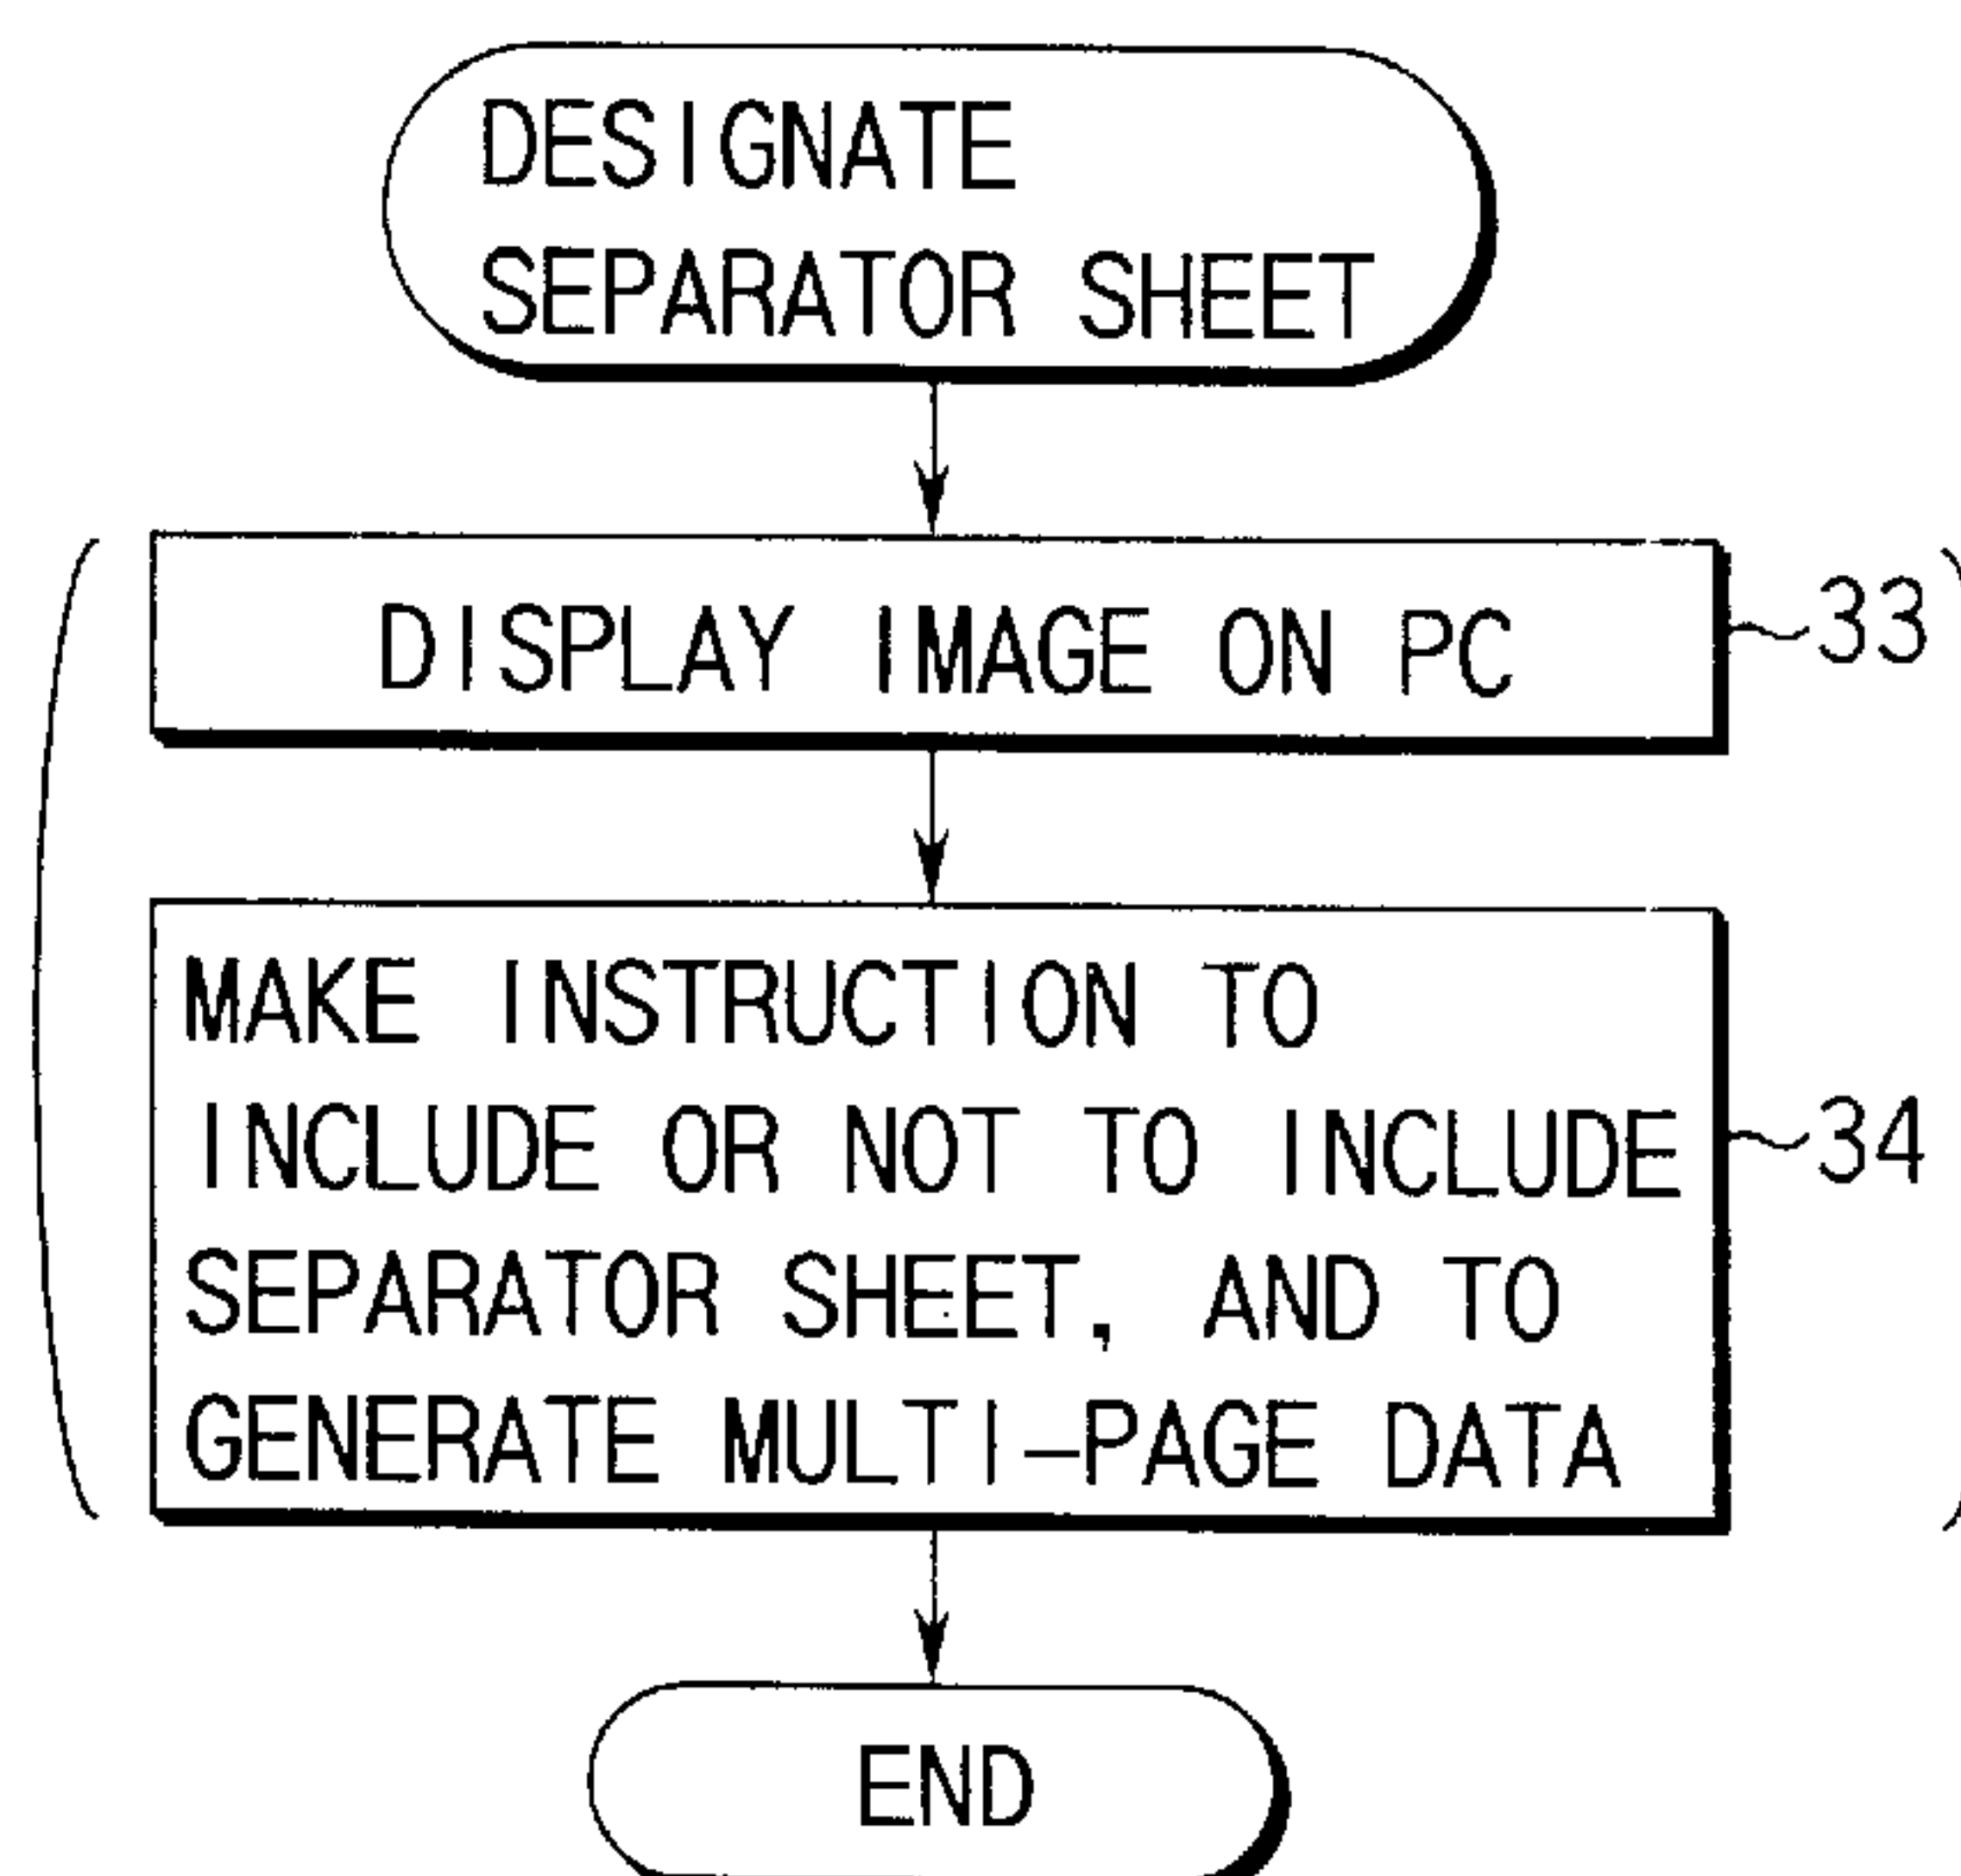 DESIGNATE
SEPARATOR SHEET
DISPLAY IMAGE ON PC
33
MAKE INSTRUCTION TO
INCLUDE OR NOT TO INCLUDE
34
SEPARATOR SHEET, AND TO
GENERATE MULTI-PAGE DATA
END